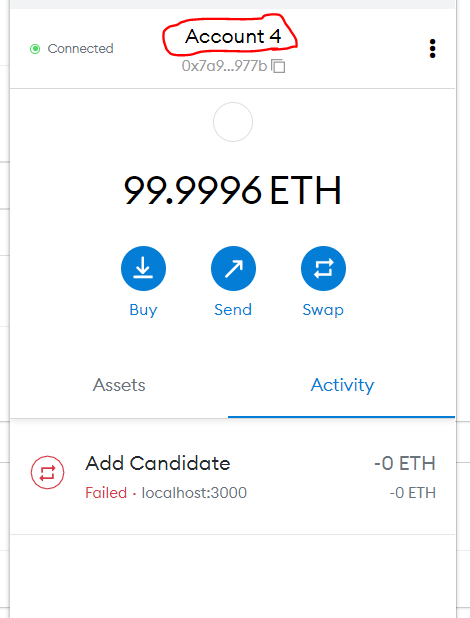 Connected
Account 4
0x7a9...977b
99.9996 ETH
Buy
Send
Swap
Assets
Activity
Add Candidate
-0 ETH
Failed · localhost:3000
-0 ETH